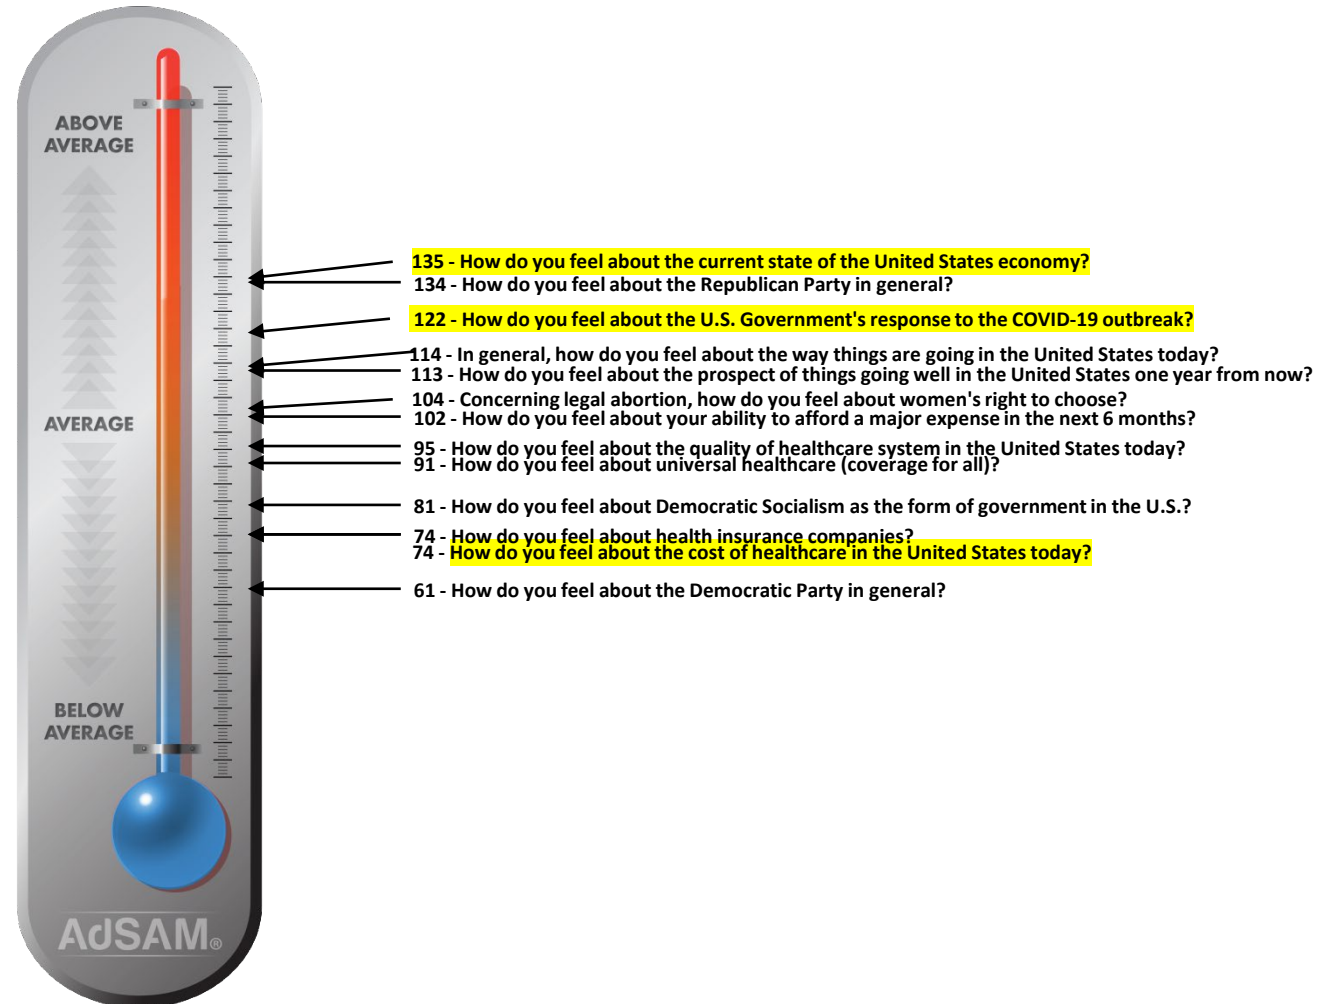 ABOVE
AVERAGE
135 - How do you feel about the current state of the United States economy?
134 - How do you feel about the Republican Party in general?
122 - How do you feel about the U.S. Government's response to the COVID-19 outbreak?
114 - In general, how do you feel about the way things are going in the United States today?
113 - How do you feel about the prospect of things going well in the United States one year from now?
104 - Concerning legal abortion, how do you feel about women's right to choose?
AVERAGE
102 - How do you feel about your ability to afford a major expense in the next 6 months?
95 - How do you feel about the quality of healthcare system in the United States today?
91 - How do you feel about universal healthcare (coverage for all)?
81 - How do you feel about Democratic Socialism as the form of government in the U.S.?
74 - How do you feel about health insurance companies?
74 - How do you feel about the cost of healthcare in the United States today?
61 - How do you feel about the Democratic Party in general?
BELOW
AVERAGE
AdSAM®